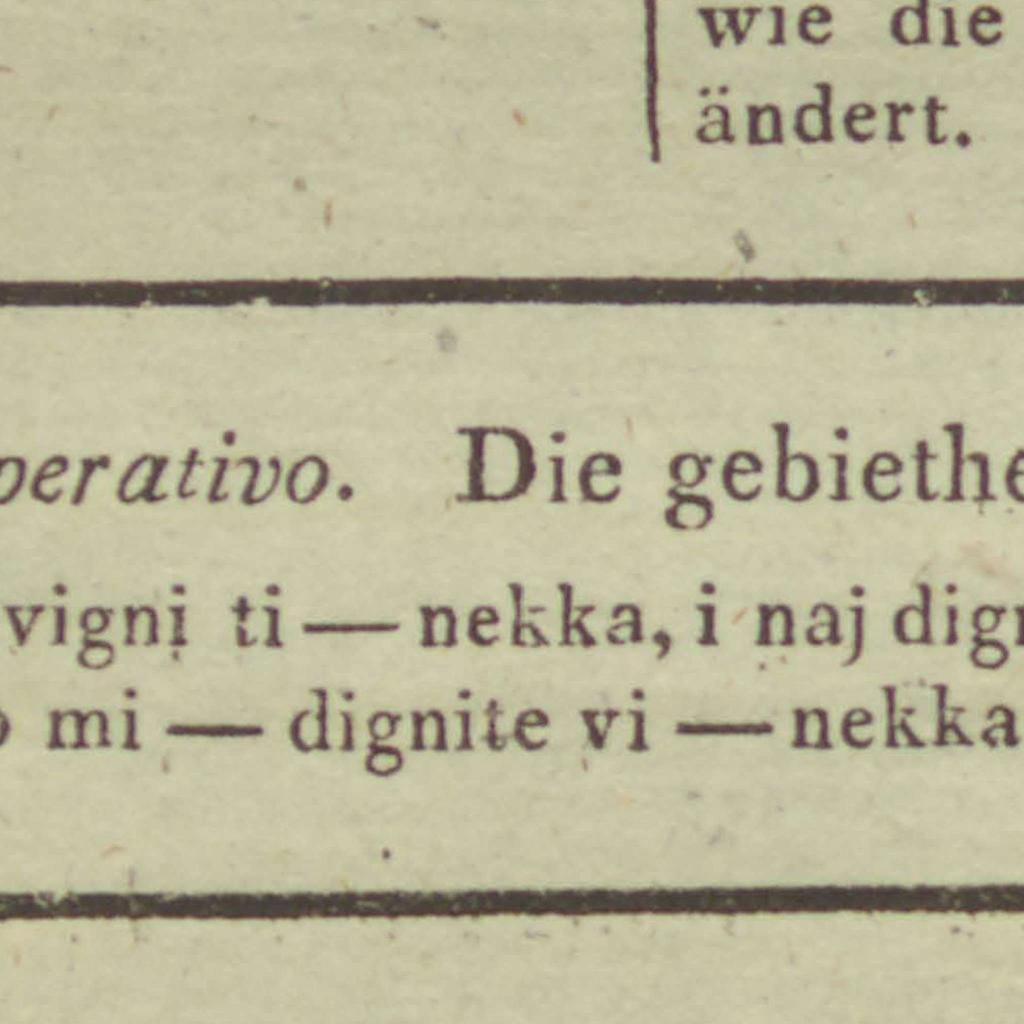 wie die
ändert.
perativo. Die gebiethe
vigni ti — nekka, i naj dign
mi — dignite vi — nekka